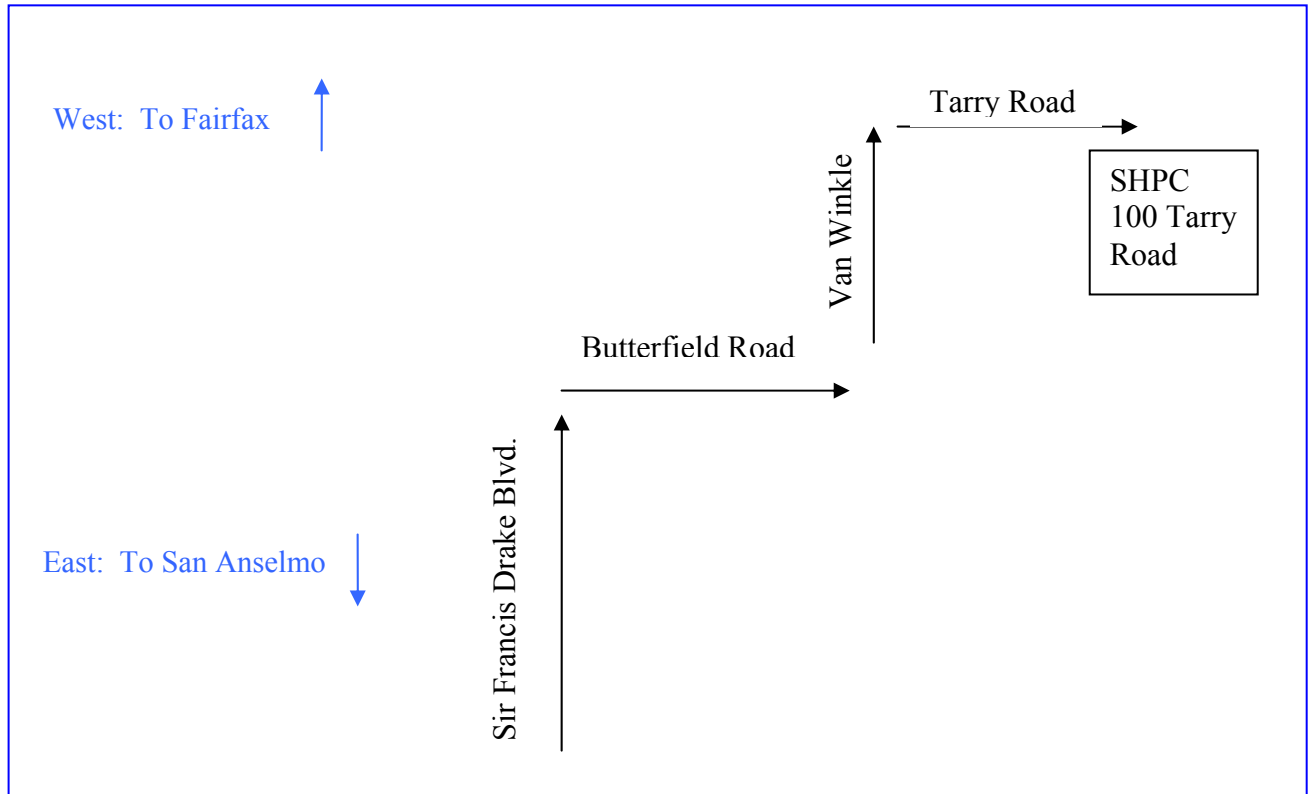 Tarry Road
West:  To Fairfax
Van Winkle
SHPC
100 Tarry
Road
Butterfield Road
Sir Francis Drake Blvd.
East:  To San Anselmo